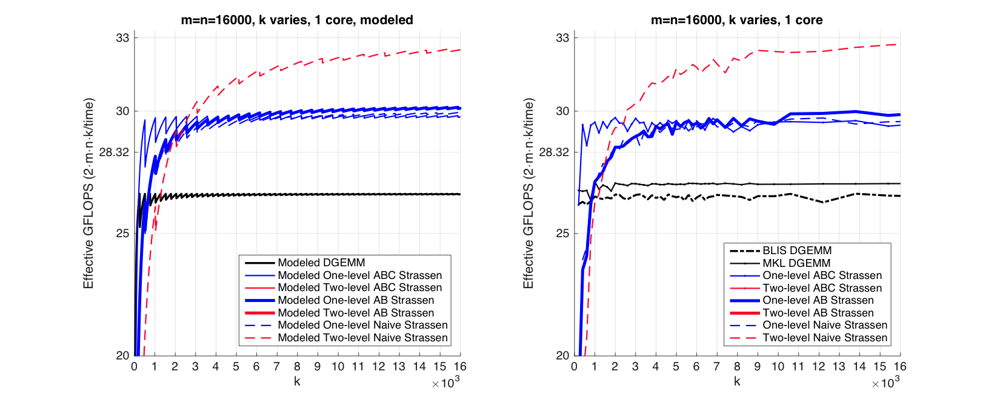 m=n=16000, k varies, 1 core, modeled
Effective GFLOPS (2·m·n·k/time)
33
30
28.32
25
20
Modeled DGEMM
Modeled One-level ABC Strassen
Modeled Two-level ABC Strassen
Modeled One-level AB Strassen
Modeled Two-level AB Strassen
Modeled One-level Naive Strassen
Modeled Two-level Naive Strassen
0 1 2 3 4 5 6 7 8 9 10 11 12 13 14 15 16
k
×10³
m=n=16000, k varies, 1 core
Effective GFLOPS (2·m·n·k/time)
33
30
28.32
25
20
BLIS DGEMM
MKL DGEMM
One-level ABC Strassen
Two-level ABC Strassen
One-level AB Strassen
Two-level AB Strassen
One-level Naive Strassen
Two-level Naive Strassen
0 1 2 3 4 5 6 7 8 9 10 11 12 13 14 15 16
k
×10³